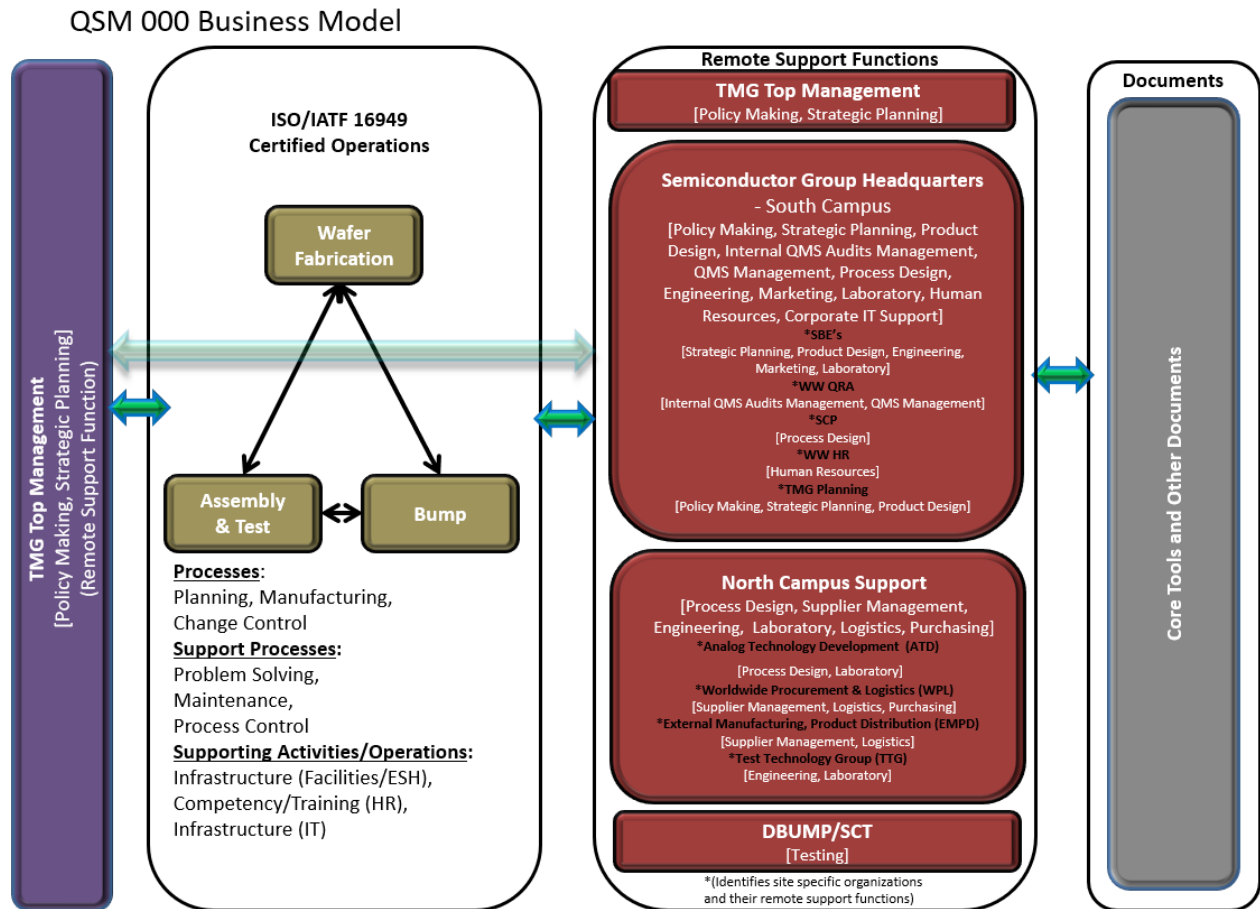 QSM 000 Business Model
TMG Top Management
[Policy Making, Strategic Planning]
(Remote Support Function)
ISO/IATF 16949
Certified Operations
Wafer
Fabrication
Assembly
& Test
Bump
Processes:
Planning, Manufacturing,
Change Control
Support Processes:
Problem Solving,
Maintenance,
Process Control
Supporting Activities/Operations:
Infrastructure (Facilities/ESH),
Competency/Training (HR),
Infrastructure (IT)
Remote Support Functions
TMG Top Management
[Policy Making, Strategic Planning]
Semiconductor Group Headquarters
- South Campus
[Policy Making, Strategic Planning, Product
Design, Internal QMS Audits Management,
QMS Management, Process Design,
Engineering, Marketing, Laboratory, Human
Resources, Corporate IT Support]
*SBE's
[Strategic Planning, Product Design, Engineering,
Marketing, Laboratory]
*WW QRA
[Internal QMS Audits Management, QMS Management]
*SCP
[Process Design]
*WW HR
[Human Resources]
*TMG Planning
[Policy Making, Strategic Planning, Product Design]
North Campus Support
[Process Design, Supplier Management,
Engineering, Laboratory, Logistics, Purchasing]
*Analog Technology Development (ATD)
[Process Design, Laboratory]
*Worldwide Procurement & Logistics (WPL)
[Supplier Management, Logistics, Purchasing]
*External Manufacturing, Product Distribution (EMPD)
[Supplier Management, Logistics]
*Test Technology Group (TTG)
[Engineering, Laboratory]
DBUMP/SCT
[Testing]
*(Identifies site specific organizations
and their remote support functions)
Documents
Core Tools and Other Documents